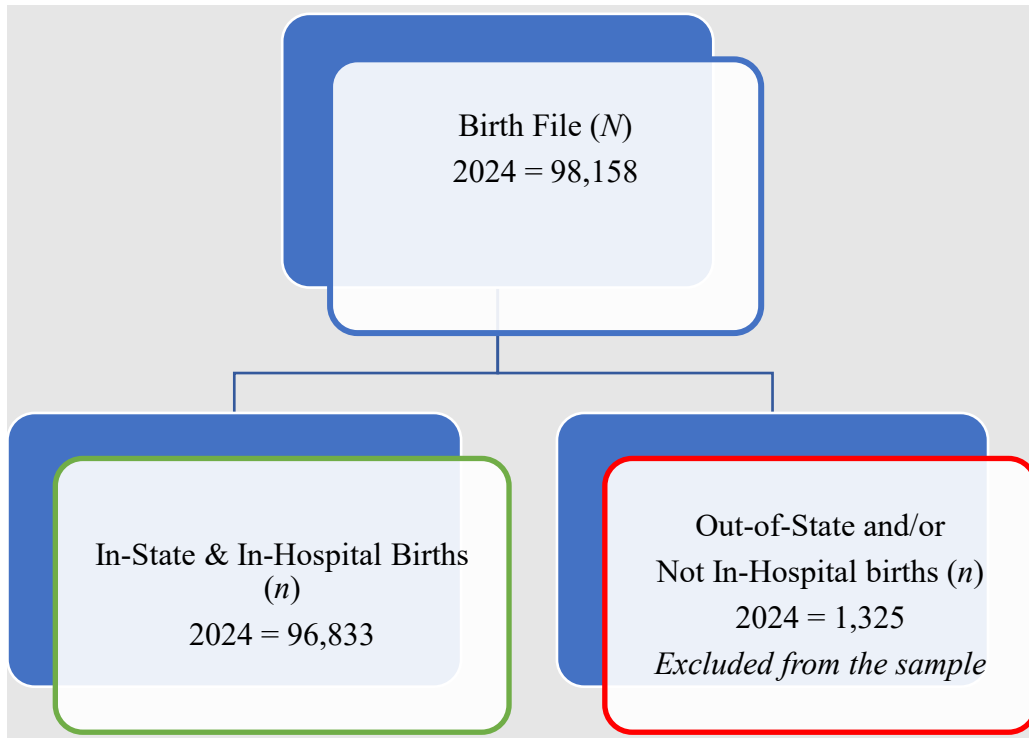 Birth File (N)
2024 = 98,158
In-State & In-Hospital Births
(n)
2024 = 96,833
Out-of-State and/or
Not In-Hospital births (n)
2024 = 1,325
Excluded from the sample